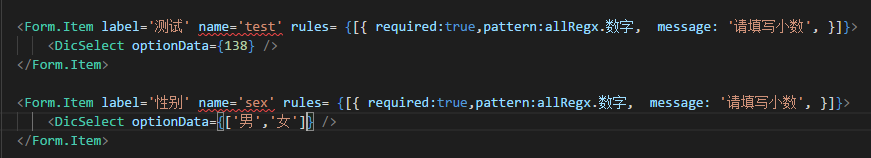 <Form.Item label='测试' name='test' rules= {[{ required:true,pattern:allRegx.数字,  message: '请填写小数', }]}>
<DicSelect optionData={138} />
</Form.Item>
<Form.Item label='性别' name='sex' rules= {[{ required:true,pattern:allRegx.数字,  message: '请填写小数', }]}>
<DicSelect optionData={['男','女']} />
</Form.Item>